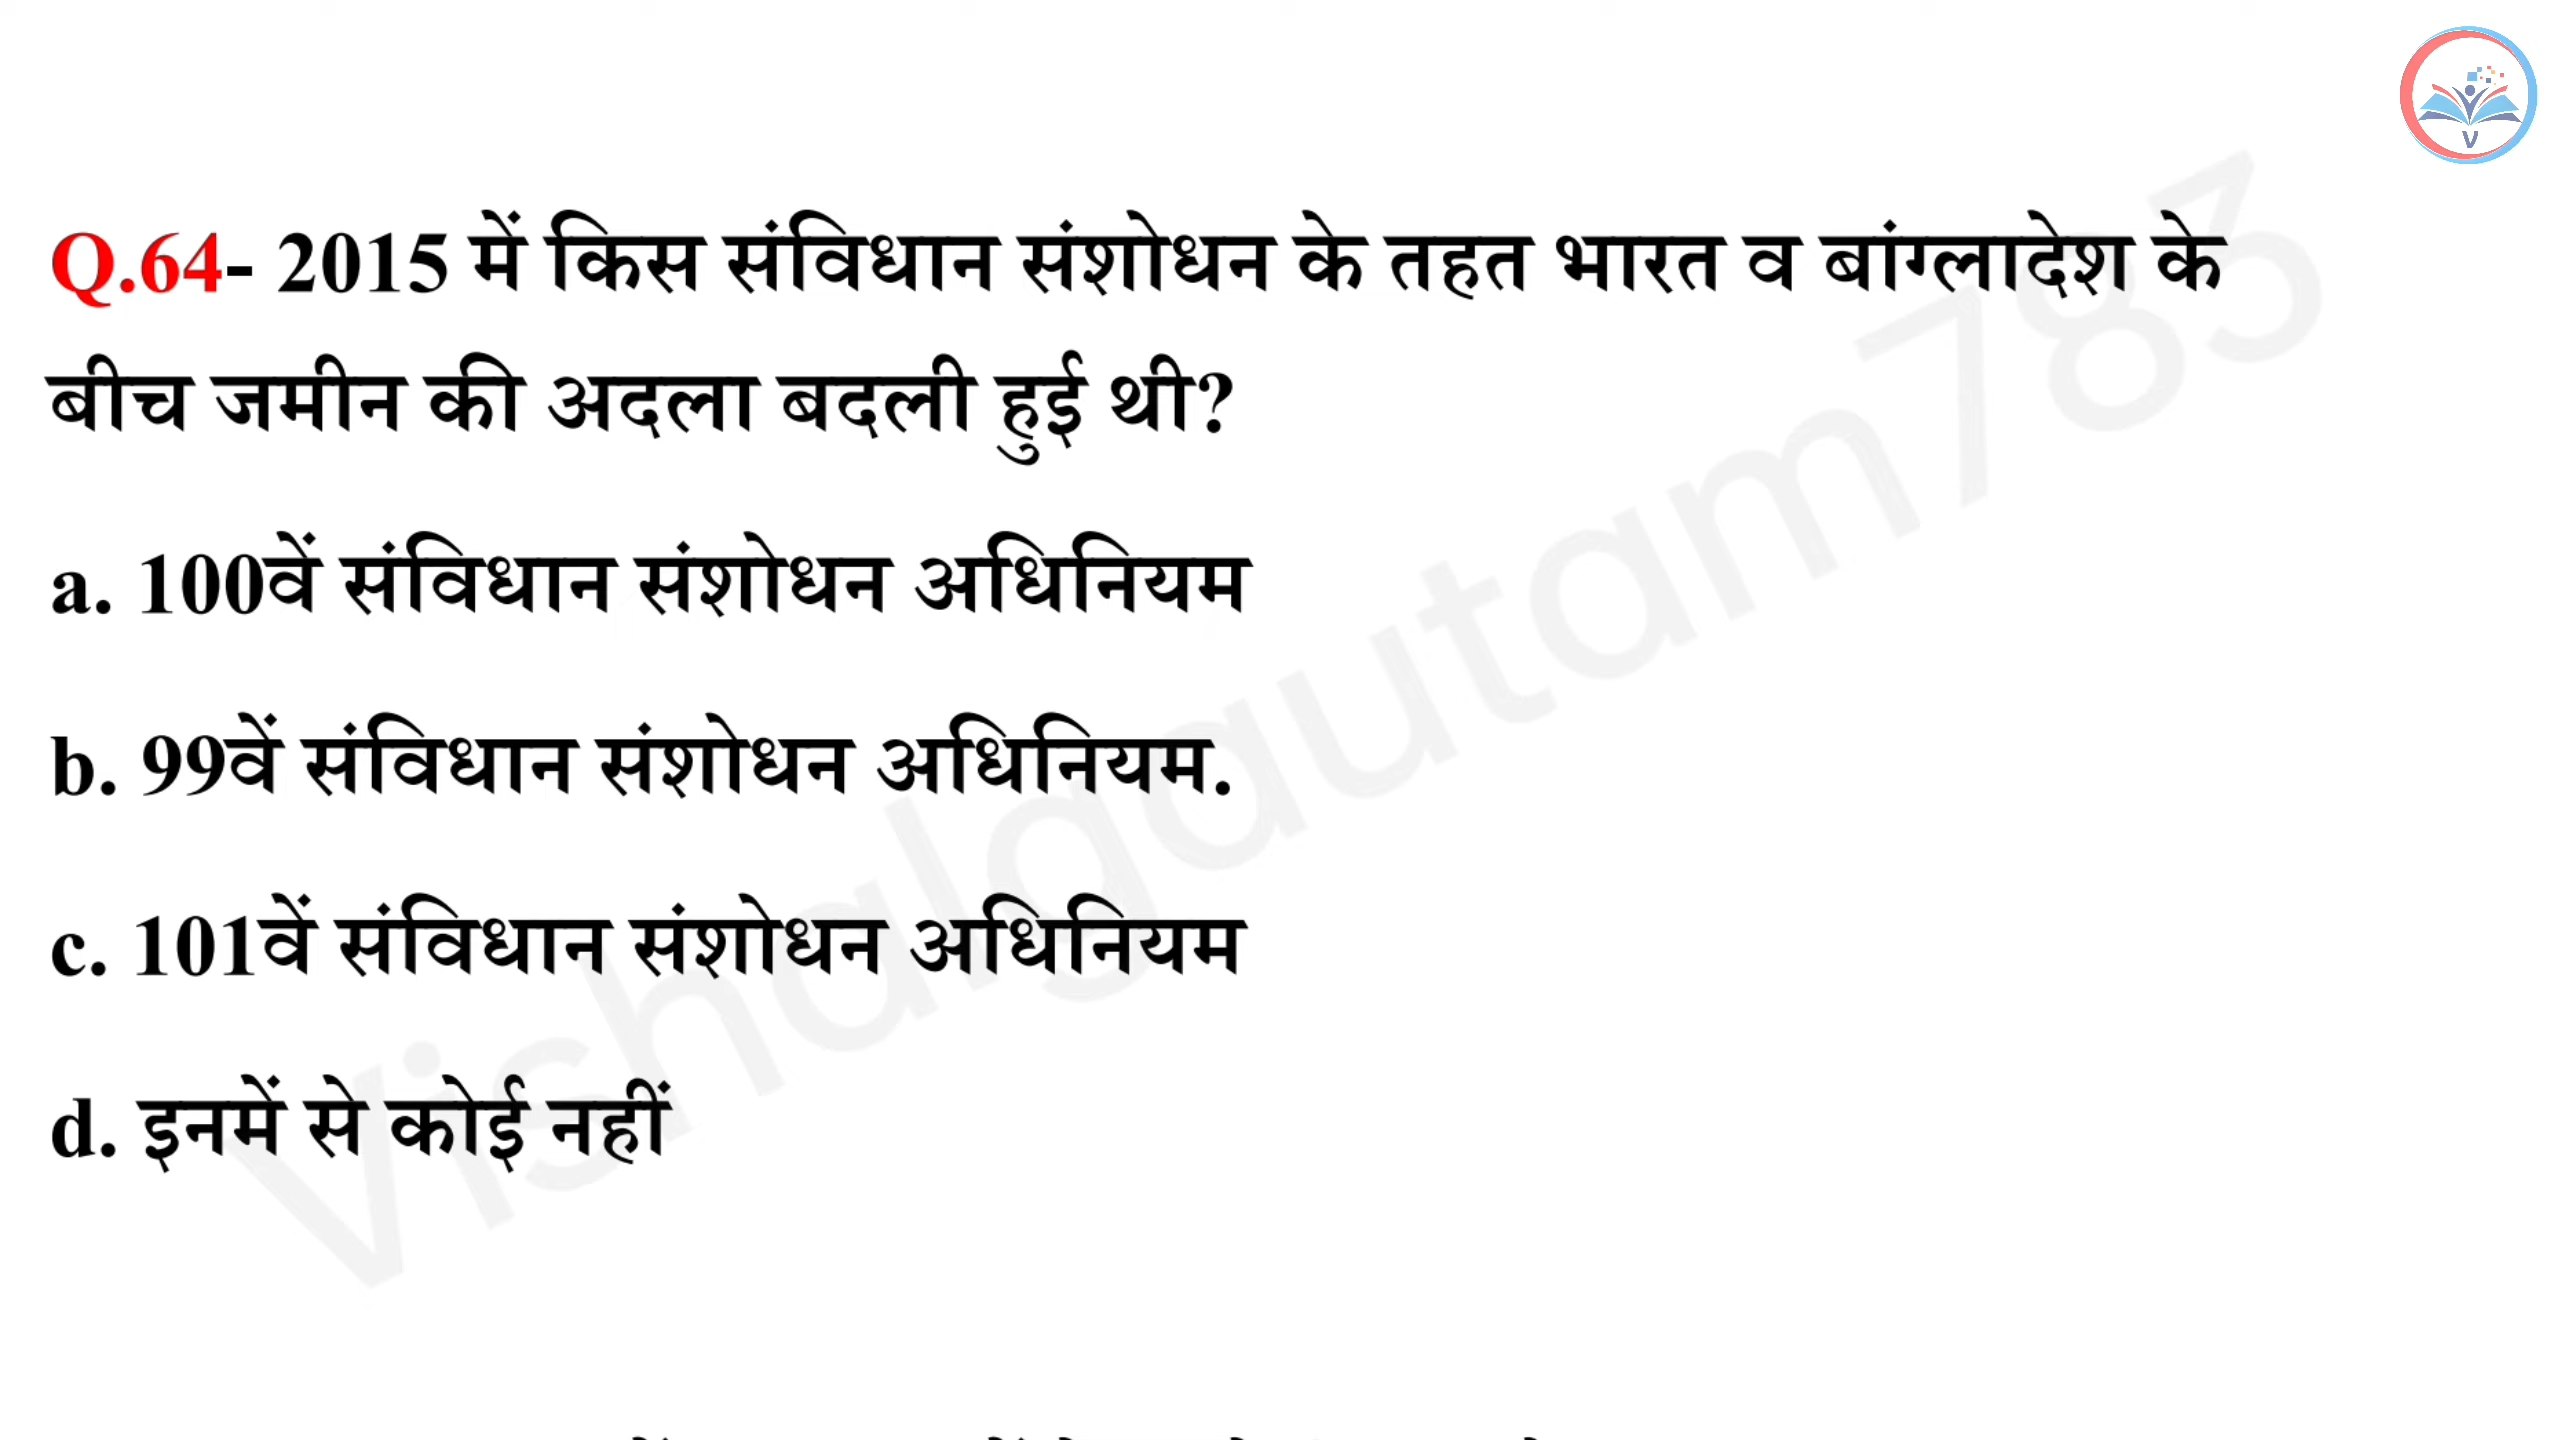 V
Q.64- 2015 में किस संविधान संशोधन के तहत भारत व बांग्लादेश के
बीच जमीन की अदला बदली हुई थी?
a. 100वें संविधान संशोधन अधिनियम
b. 99वें संविधान संशोधन अधिनियम.
c. 101वें संविधान संशोधन अधिनियम
d. इनमें से कोई नहीं
Vishalgautam783